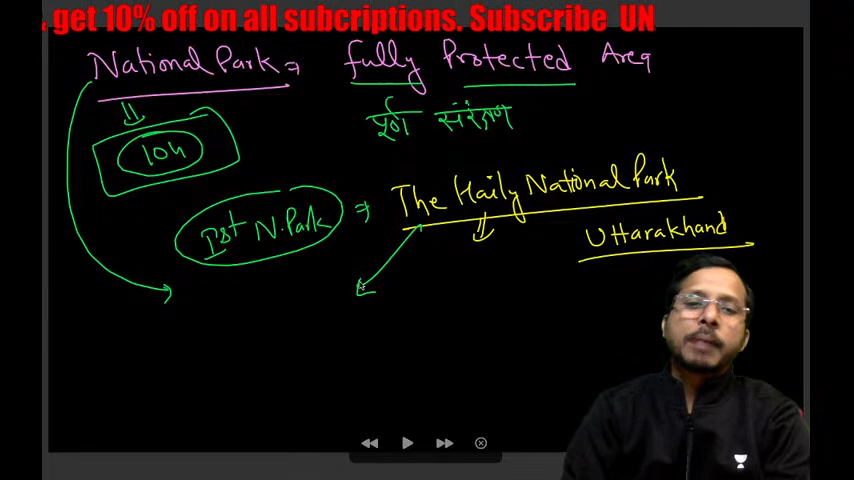 get 10% off on all subcriptions. Subscribe UN
National Park ⇒ fully Protected Area
पूर्ण संरक्षण
104
Ist N.Park ⇒ The Haily National Park
Uttarakhand